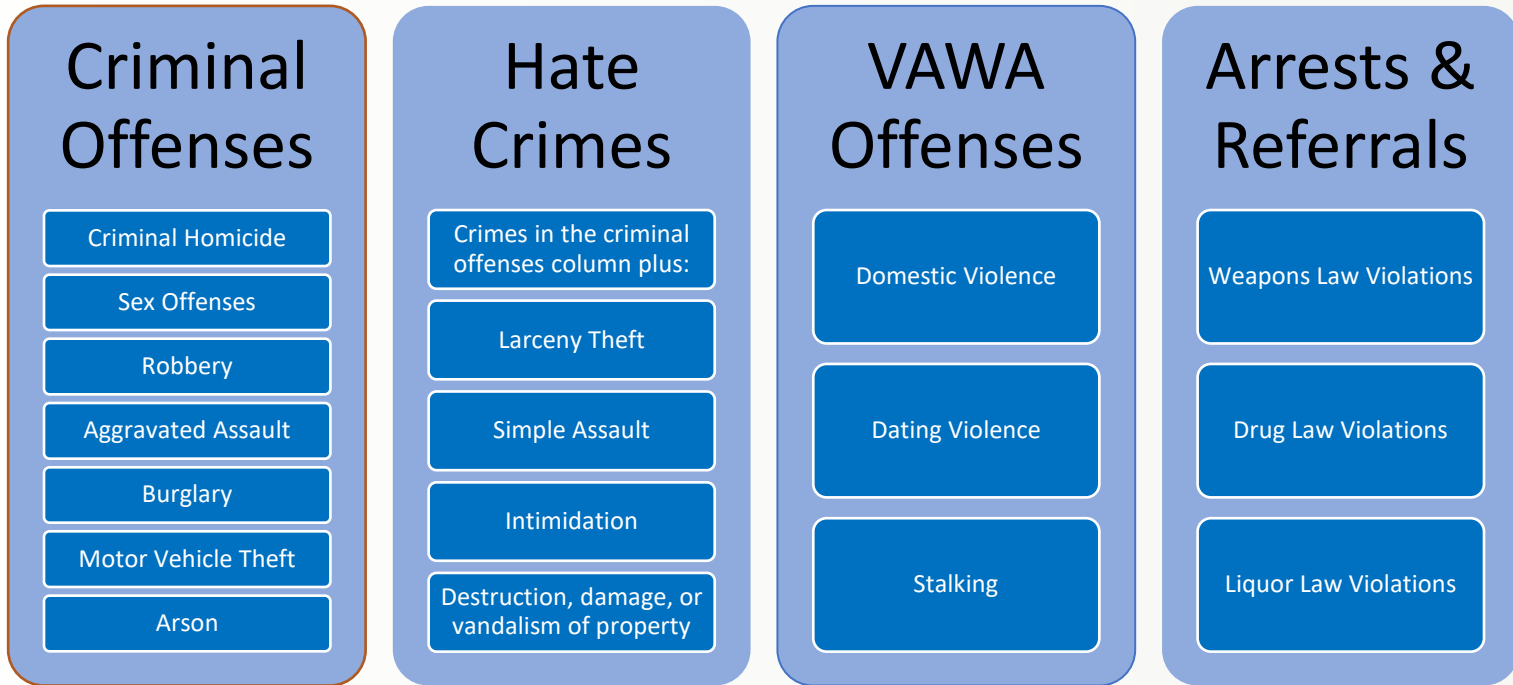 Criminal
Offenses
Criminal Homicide
Sex Offenses
Robbery
Aggravated Assault
Burglary
Motor Vehicle Theft
Arson
Hate
Crimes
Crimes in the criminal
offenses column plus:
Larceny Theft
Simple Assault
Intimidation
Destruction, damage, or
vandalism of property
VAWA
Offenses
Domestic Violence
Dating Violence
Stalking
Arrests &
Referrals
Weapons Law Violations
Drug Law Violations
Liquor Law Violations